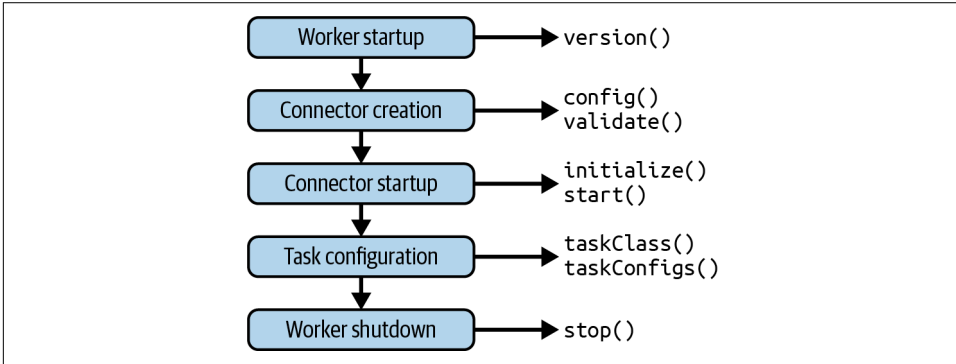 Worker startup
version()
Connector creation
config()
validate()
Connector startup
initialize()
start()
Task configuration
taskClass()
taskConfigs()
Worker shutdown
stop()